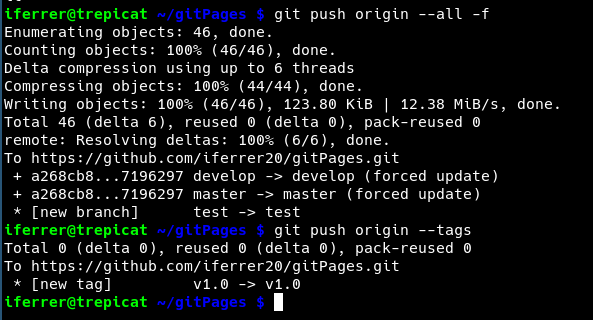 iferrer@trepicat ~/gitPages $ git push origin --all -f
Enumerating objects: 46, done.
Counting objects: 100% (46/46), done.
Delta compression using up to 6 threads
Compressing objects: 100% (44/44), done.
Writing objects: 100% (46/46), 123.80 KiB | 12.38 MiB/s, done.
Total 46 (delta 6), reused 0 (delta 0), pack-reused 0
remote: Resolving deltas: 100% (6/6), done.
To https://github.com/iferrer20/gitPages.git
 + a268cb8...7196297 develop -> develop (forced update)
 + a268cb8...7196297 master -> master (forced update)
 * [new branch]      test -> test
iferrer@trepicat ~/gitPages $ git push origin --tags
Total 0 (delta 0), reused 0 (delta 0), pack-reused 0
To https://github.com/iferrer20/gitPages.git
 * [new tag]         v1.0 -> v1.0
iferrer@trepicat ~/gitPages $